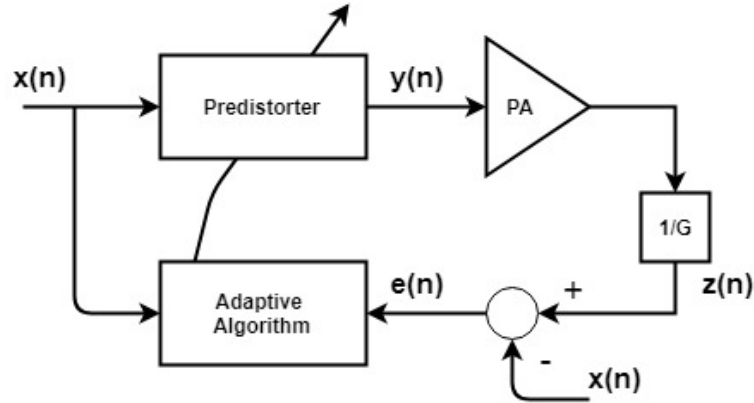 x(n)
Predistorter
y(n)
PA
1/G
Adaptive
Algorithm
e(n)
+
z(n)
-
x(n)